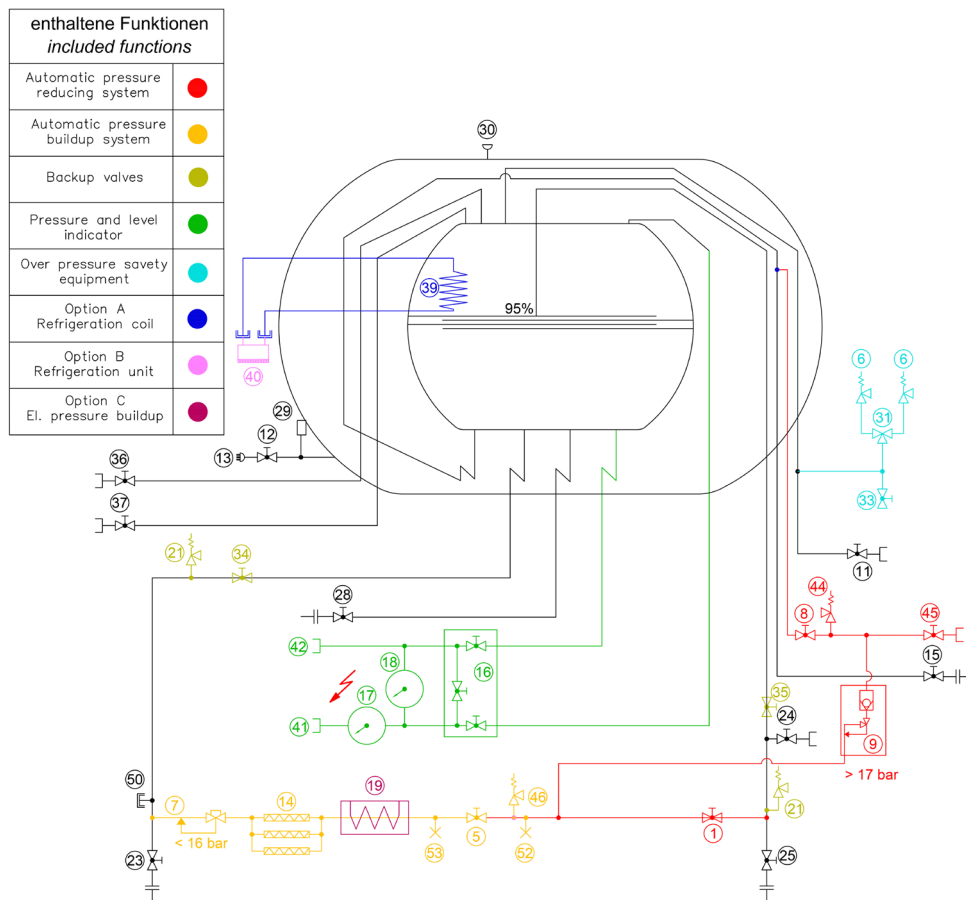 enthaltene Funktionen
included functions
Automatic pressure
reducing system
Automatic pressure
buildup system
Backup valves
Pressure and level
indicator
Over pressure savety
equipment
Option A
Refrigeration coil
Option B
Refrigeration unit
Option C
El. pressure buildup
30
39
95%
40
6
6
31
33
29
12
13
36
37
11
21
34
44
8
45
28
15
42
18
16
17
41
35
24
9
> 17 bar
50
7
14
19
46
21
< 16 bar
5
1
53
52
23
25